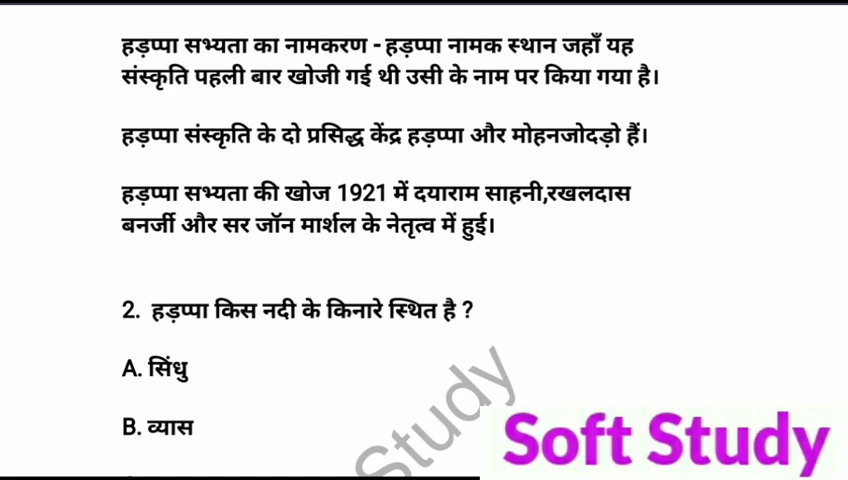 हड़प्पा सभ्यता का नामकरण - हड़प्पा नामक स्थान जहाँ यह
संस्कृति पहली बार खोजी गई थी उसी के नाम पर किया गया है।
हड़प्पा संस्कृति के दो प्रसिद्ध केंद्र हड़प्पा और मोहनजोदड़ो हैं।
हड़प्पा सभ्यता की खोज 1921 में दयाराम साहनी,रखलदास
बनर्जी और सर जॉन मार्शल के नेतृत्व में हुई।
2. हड़प्पा किस नदी के किनारे स्थित है ?
A. सिंधु
B. व्यास
Study
Soft Study